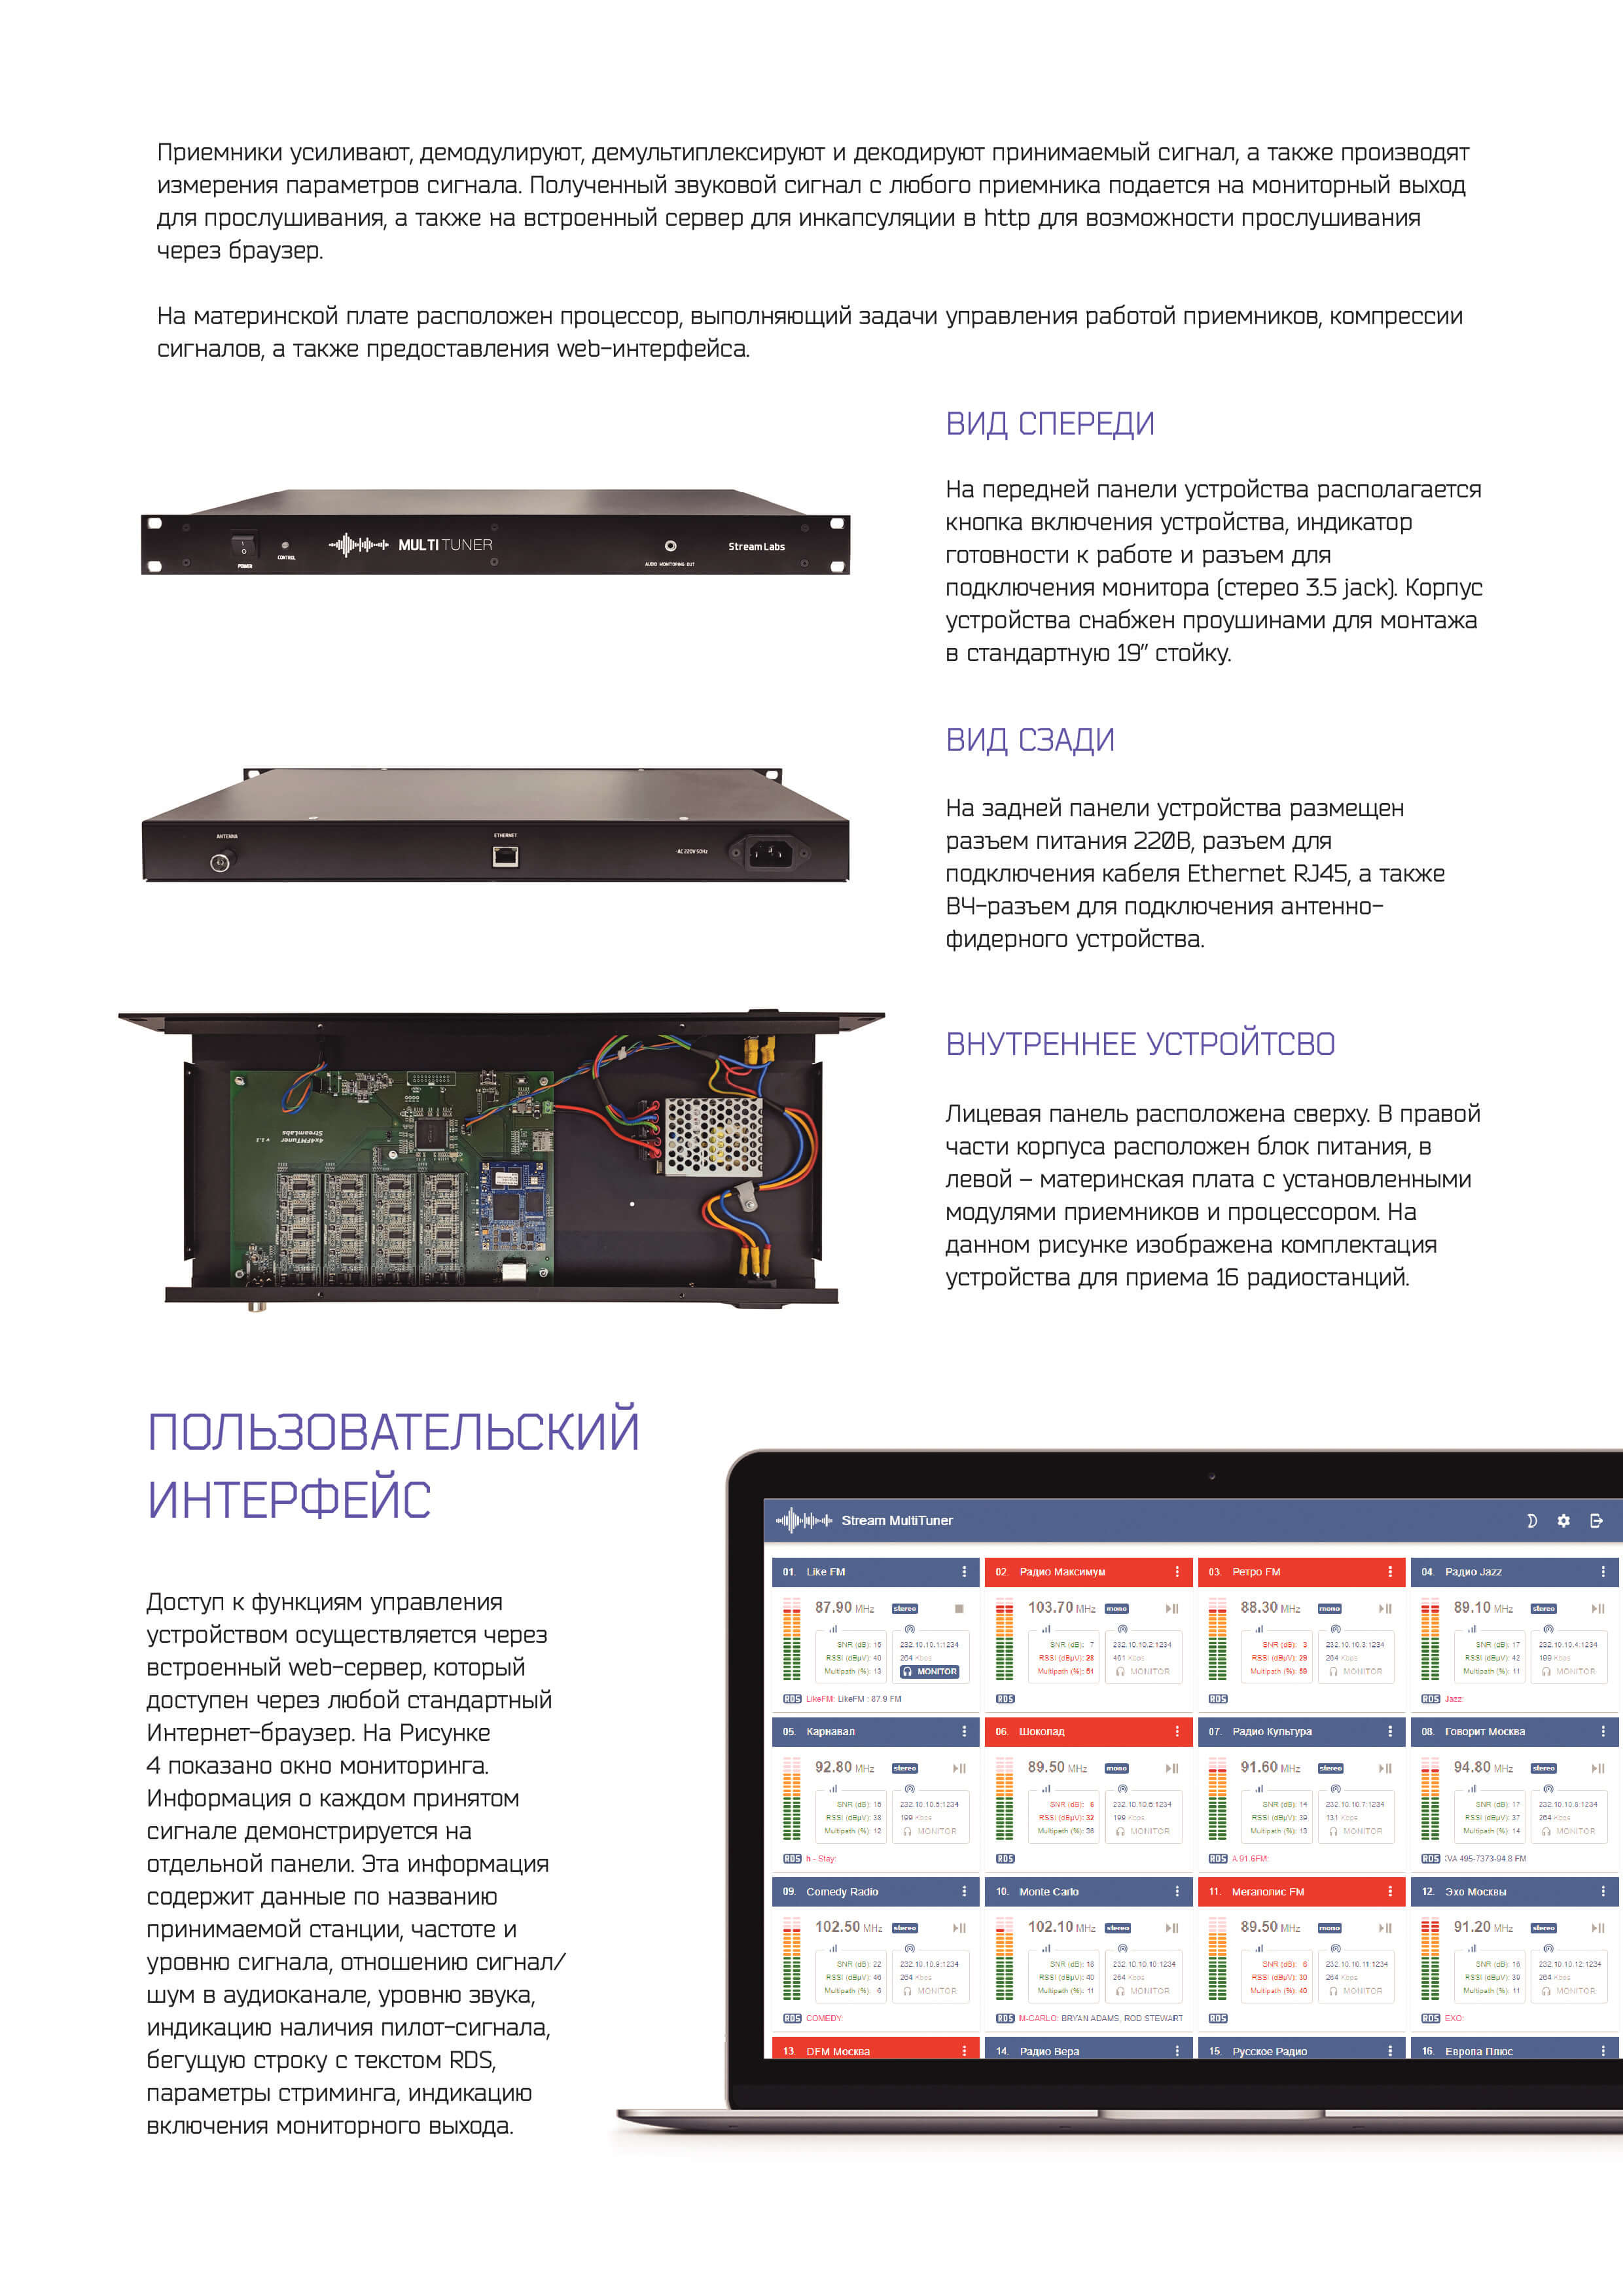 Приемники усиливают, демодулируют, демультиплексируют и декодируют принимаемый сигнал, а также производят
измерения параметров сигнала. Полученный звуковой сигнал с любого приемника подается на мониторный выход
для прослушивания, а также на встроенный сервер для инкапсуляции в http для возможности прослушивания
через браузер.
На материнской плате расположен процессор, выполняющий задачи управления работой приемников, компрессии
сигналов, а также предоставления web-интерфейса.
ВИД СПЕРЕДИ
На передней панели устройства располагается
кнопка включения устройства, индикатор
готовности к работе и разъем для
подключения монитора (стерео 3.5 jack). Корпус
устройства снабжен проушинами для монтажа
в стандартную 19" стойку.
POWER
CONTROL
MULTI TUNER
AUDIO MONITORING OUT
Stream Labs
ВИД СЗАДИ
На задней панели устройства размещен
разъем питания 220В, разъем для
подключения кабеля Ethernet RJ45, а также
ВЧ-разъем для подключения антенно-
фидерного устройства.
ANTENNA
ETHERNET
~AC 220V 50Hz
ВНУТРЕННЕЕ УСТРОЙТСВО
Лицевая панель расположена сверху. В правой
части корпуса расположен блок питания, в
левой – материнская плата с установленными
модулями приемников и процессором. На
данном рисунке изображена комплектация
устройства для приема 16 радиостанций.
4x4FMTuner v 1.1
StreamLabs
ПОЛЬЗОВАТЕЛЬСКИЙ
ИНТЕРФЕЙС
Доступ к функциям управления
устройством осуществляется через
встроенный web-сервер, который
доступен через любой стандартный
Интернет-браузер. На Рисунке
4 показано окно мониторинга.
Информация о каждом принятом
сигнале демонстрируется на
отдельной панели. Эта информация
содержит данные по названию
принимаемой станции, частоте и
уровню сигнала, отношению сигнал/
шум в аудиоканале, уровню звука,
индикацию наличия пилот-сигнала,
бегущую строку с текстом RDS,
параметры стриминга, индикацию
включения мониторного выхода.
Stream MultiTuner
01. Like FM
87.90 MHz stereo
SNR (dB): 16 232.10.10.1:1234
RSSI (dBµV): 40 264 Kbps
Multipath (%): 13 MONITOR
RDS LikeFM: LikeFM : 87.9 FM
02. Радио Максимум
103.70 MHz mono
SNR (dB): 7 232.10.10.2:1234
RSSI (dBµV): 28 461 Kbps
Multipath (%): 51 MONITOR
RDS
03. Ретро FM
88.30 MHz mono
SNR (dB): 3 232.10.10.3:1234
RSSI (dBµV): 29 264 Kbps
Multipath (%): 59 MONITOR
RDS
04. Радио Jazz
89.10 MHz stereo
SNR (dB): 17 232.10.10.4:1234
RSSI (dBµV): 42 199 Kbps
Multipath (%): 11 MONITOR
RDS Jazz:
05. Карнавал
92.80 MHz stereo
SNR (dB): 16 232.10.10.5:1234
RSSI (dBµV): 38 199 Kbps
Multipath (%): 12 MONITOR
RDS h - Stay:
06. Шоколад
89.50 MHz mono
SNR (dB): 6 232.10.10.6:1234
RSSI (dBµV): 32 199 Kbps
Multipath (%): 36 MONITOR
RDS
07. Радио Культура
91.60 MHz stereo
SNR (dB): 14 232.10.10.7:1234
RSSI (dBµV): 39 131 Kbps
Multipath (%): 13 MONITOR
RDS A 91.6FM:
08. Говорит Москва
94.80 MHz stereo
SNR (dB): 17 232.10.10.8:1234
RSSI (dBµV): 37 264 Kbps
Multipath (%): 14 MONITOR
RDS 495-7373-94.8 FM
09. Comedy Radio
102.50 MHz stereo
SNR (dB): 22 232.10.10.9:1234
RSSI (dBµV): 46 264 Kbps
Multipath (%): 6 MONITOR
RDS COMEDY:
10. Monte Carlo
102.10 MHz stereo
SNR (dB): 18 232.10.10.10:1234
RSSI (dBµV): 40 264 Kbps
Multipath (%): 11 MONITOR
RDS M-CARLO: BRYAN ADAMS, ROD STEWART
11. Мегаполис FM
89.50 MHz mono
SNR (dB): 6 232.10.10.11:1234
RSSI (dBµV): 30 264 Kbps
Multipath (%): 40 MONITOR
RDS
12. Эхо Москвы
91.20 MHz stereo
SNR (dB): 16 232.10.10.12:1234
RSSI (dBµV): 39 264 Kbps
Multipath (%): 11 MONITOR
RDS EXO:
13. DFM Москва
14. Радио Вера
15. Русское Радио
16. Европа Плюс